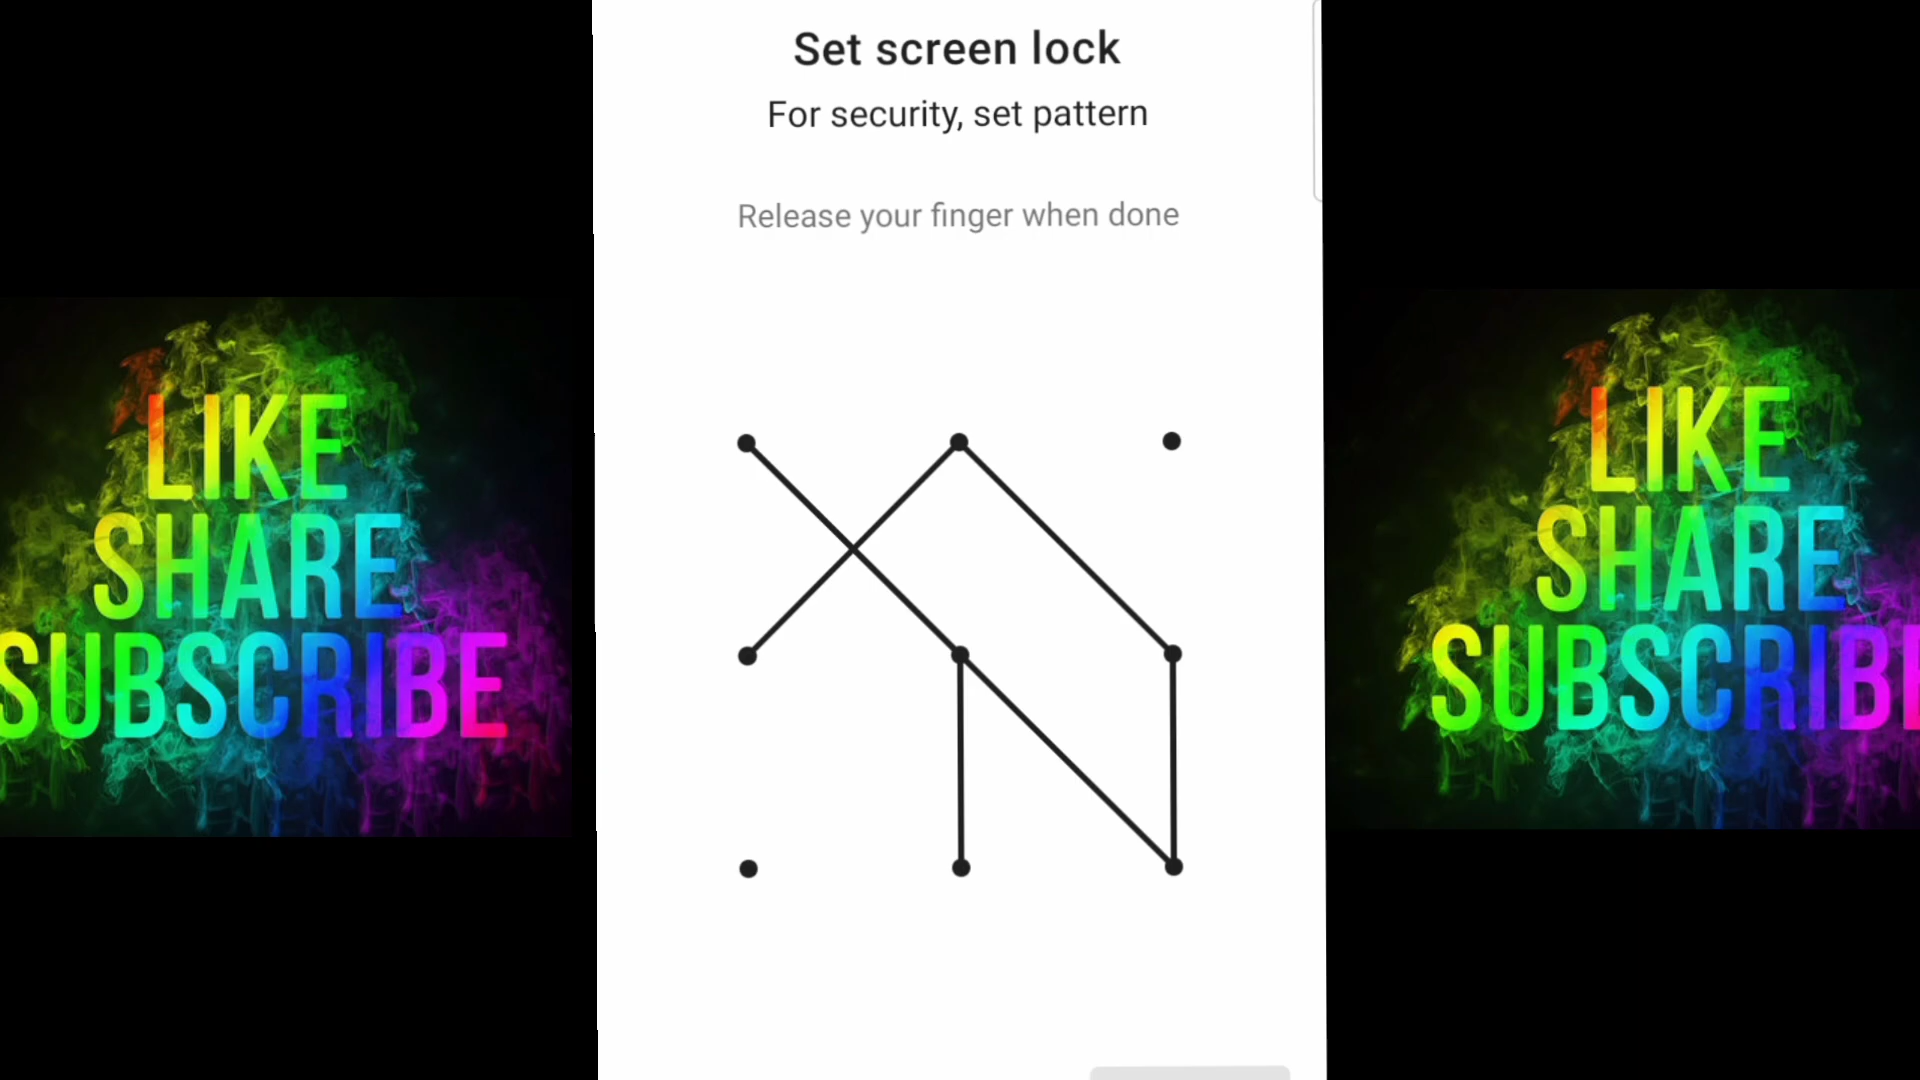 Set screen lock
For security, set pattern
Release your finger when done
LIKE
SHARE
SUBSCRIBE
LIKE
SHARE
SUBSCRIBE